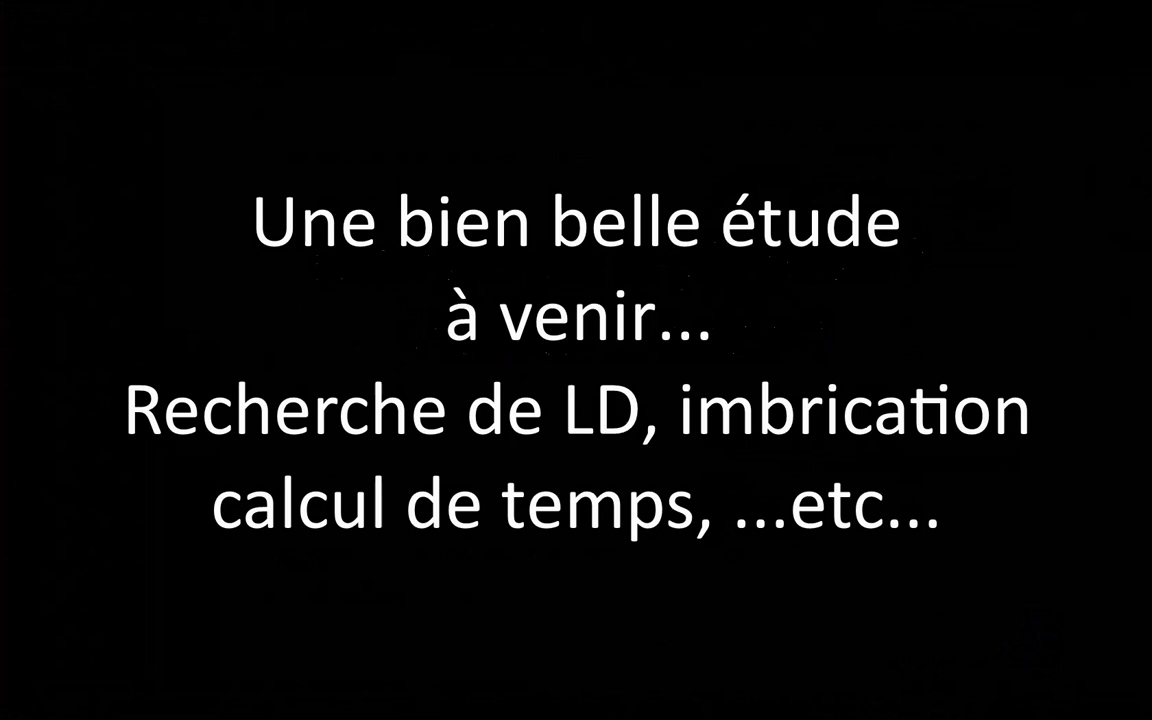 Une bien belle étude
à venir...
Recherche de LD, imbrication
calcul de temps, ...etc...